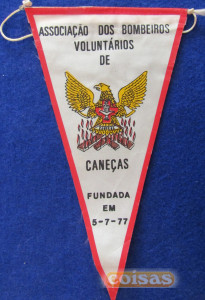 ASSOCIAÇÃO DOS BOMBEIROS
VOLUNTÁRIOS
DE
CANEÇAS
FUNDADA
EM
5-7-77
coisas